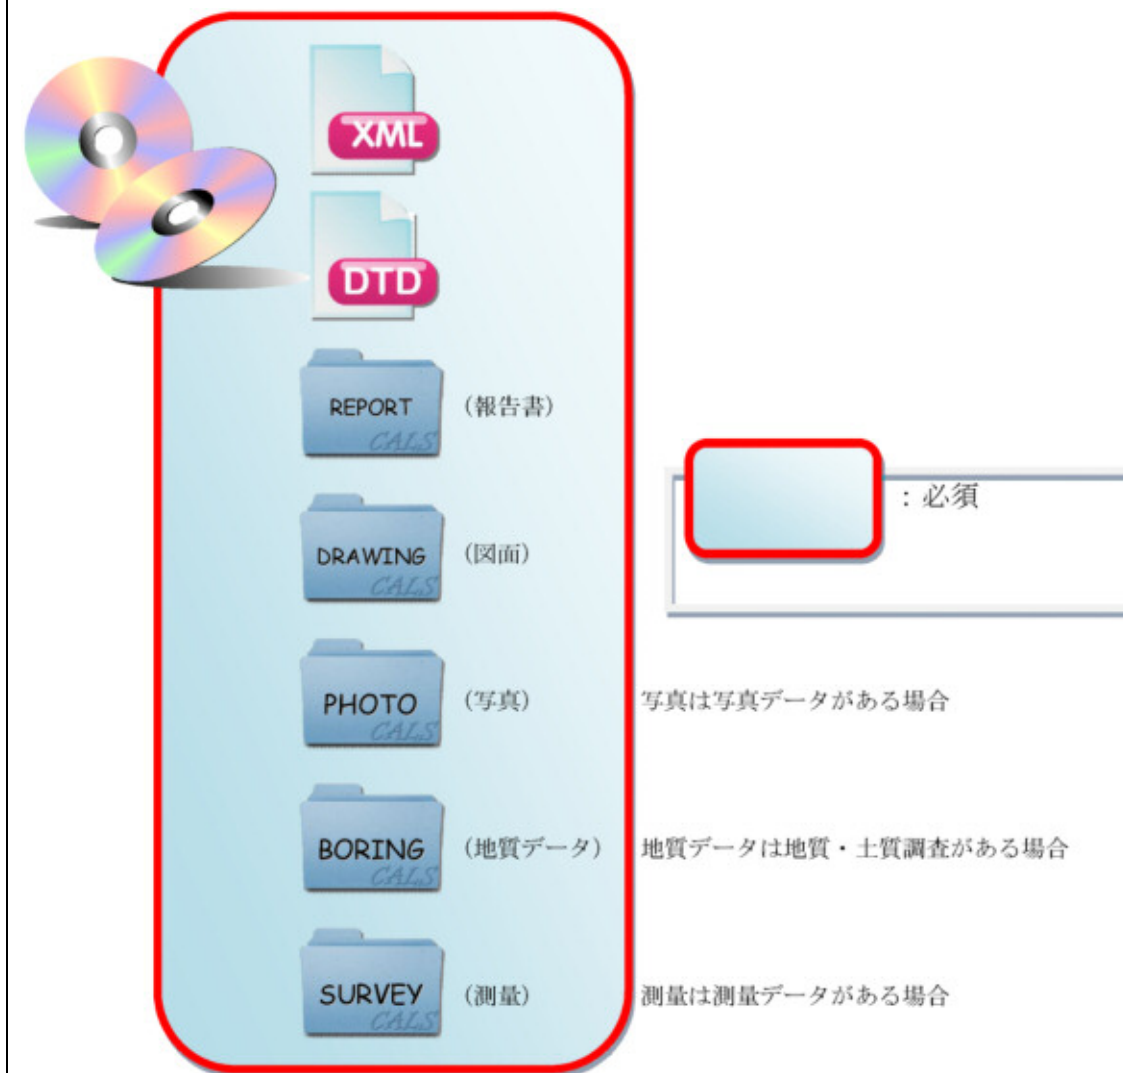 XML
DTD
REPORT
CALS
（報告書）
DRAWING
CALS
（図面）
：必須
PHOTO
CALS
（写真）
写真は写真データがある場合
BORING
CALS
（地質データ）
地質データは地質・土質調査がある場合
SURVEY
CALS
（測量）
測量は測量データがある場合